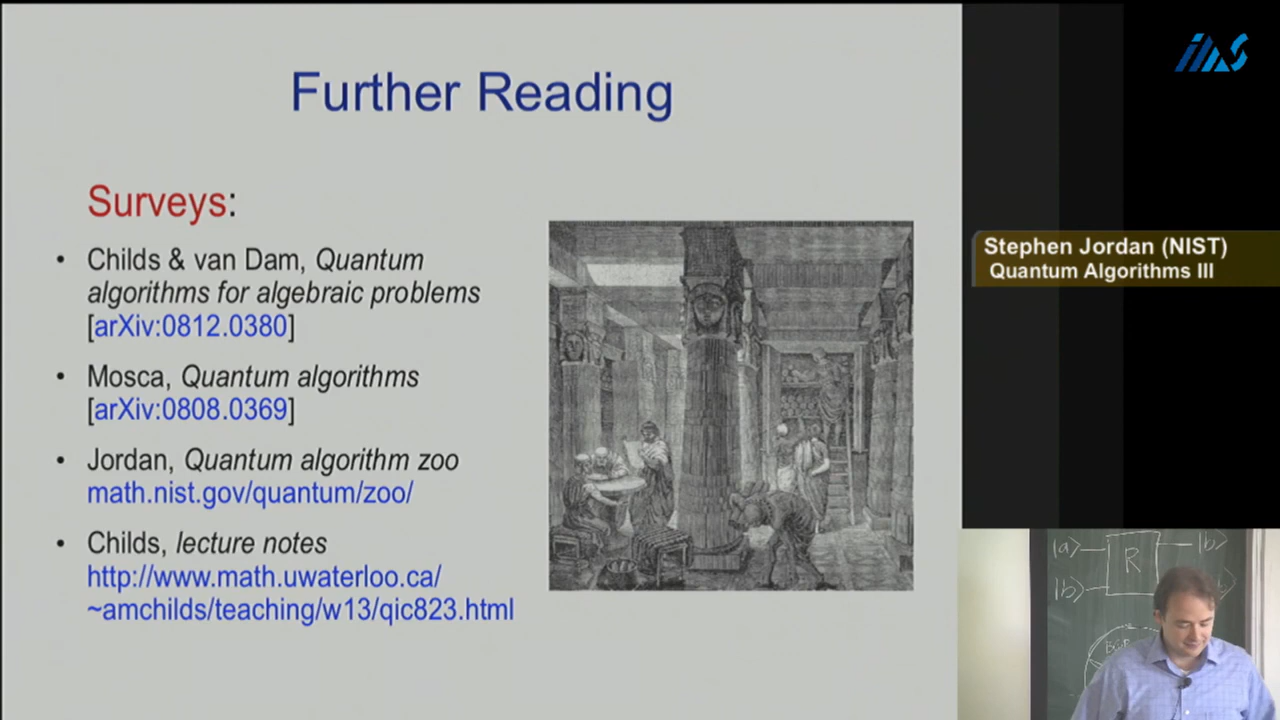 Further Reading
Surveys:
• Childs & van Dam, Quantum
algorithms for algebraic problems
[arXiv:0812.0380]
• Mosca, Quantum algorithms
[arXiv:0808.0369]
• Jordan, Quantum algorithm zoo
math.nist.gov/quantum/zoo/
• Childs, lecture notes
http://www.math.uwaterloo.ca/
~amchilds/teaching/w13/qic823.html
ias
Stephen Jordan (NIST)
Quantum Algorithms III
|a> R |b>
|b>